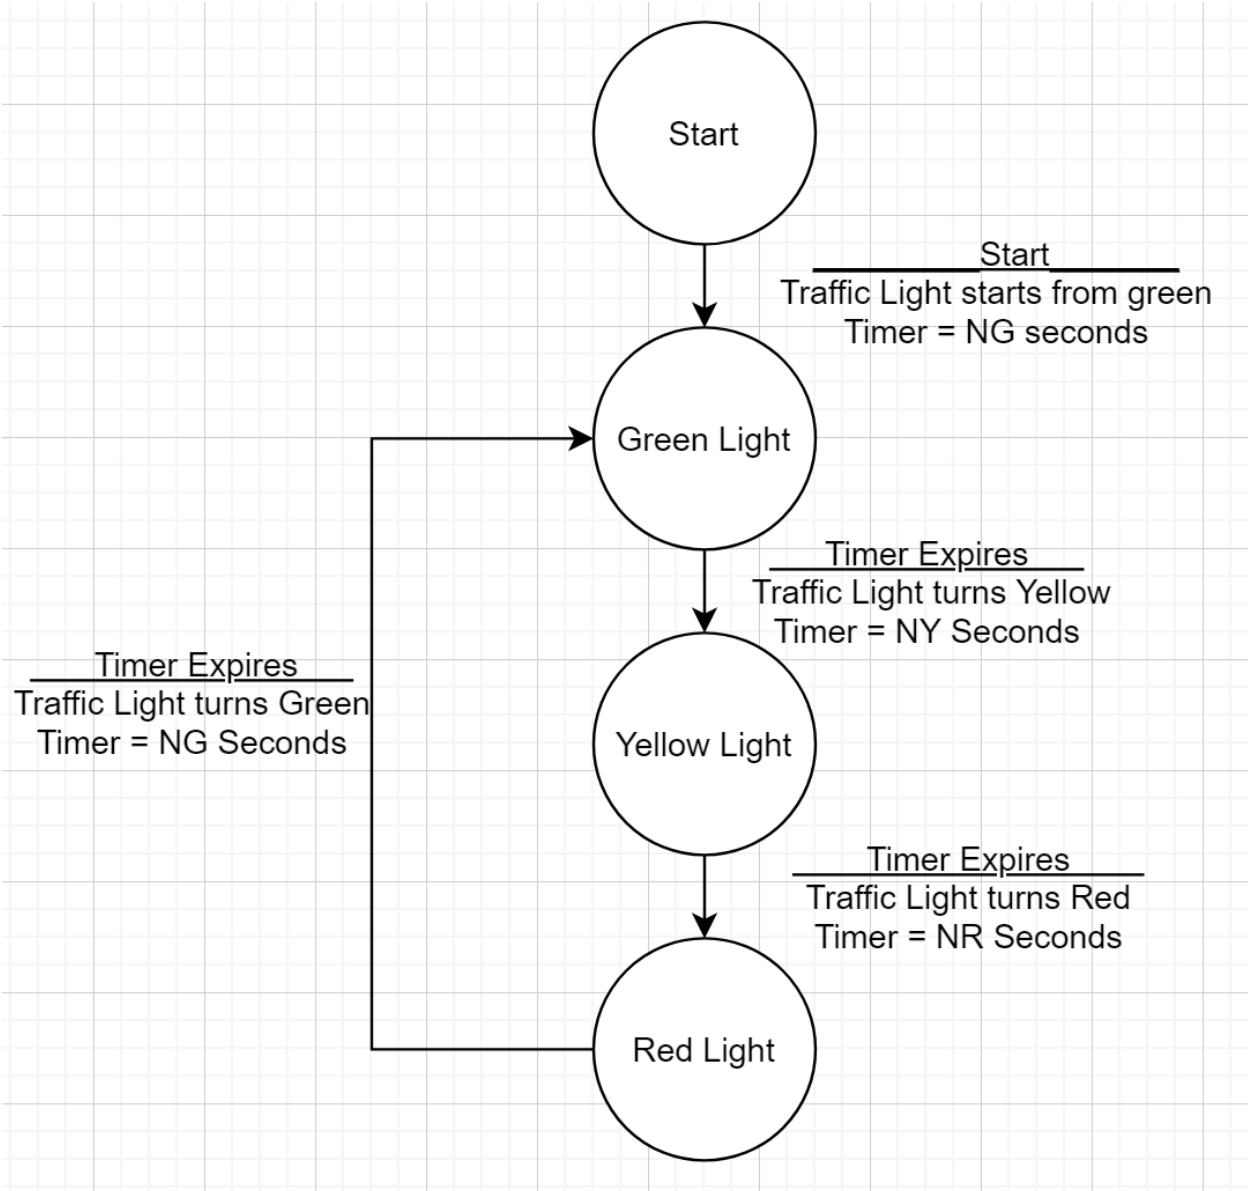 Start
Start
Traffic Light starts from green
Timer = NG seconds
Green Light
Timer Expires
Traffic Light turns Yellow
Timer = NY Seconds
Timer Expires
Traffic Light turns Green
Timer = NG Seconds
Yellow Light
Timer Expires
Traffic Light turns Red
Timer = NR Seconds
Red Light